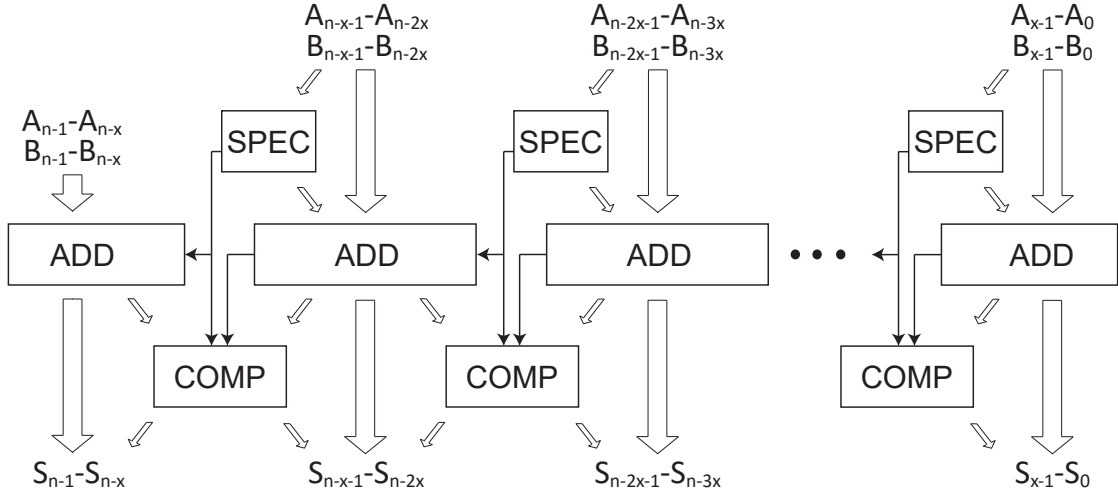 Aₙ₋ₓ₋₁-Aₙ₋₂ₓ
Bₙ₋ₓ₋₁-Bₙ₋₂ₓ
Aₙ₋₂ₓ₋₁-Aₙ₋₃ₓ
Bₙ₋₂ₓ₋₁-Bₙ₋₃ₓ
Aₓ₋₁-A₀
Bₓ₋₁-B₀
Aₙ₋₁-Aₙ₋ₓ
Bₙ₋₁-Bₙ₋ₓ
SPEC
SPEC
SPEC
ADD
ADD
ADD
ADD
COMP
COMP
COMP
Sₙ₋₁-Sₙ₋ₓ
Sₙ₋ₓ₋₁-Sₙ₋₂ₓ
Sₙ₋₂ₓ₋₁-Sₙ₋₃ₓ
Sₓ₋₁-S₀